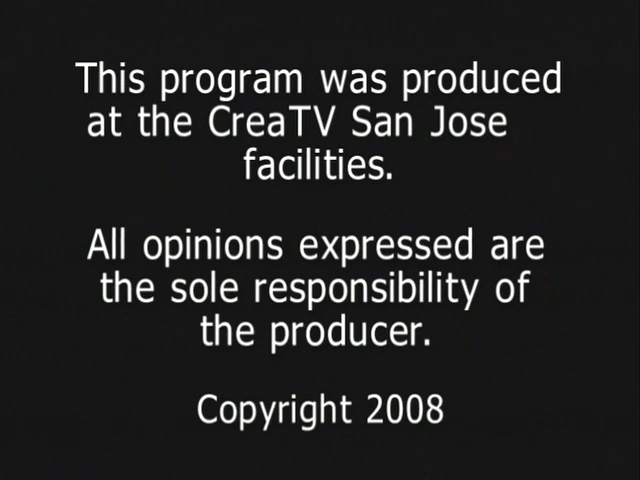 This program was produced
at the CreaTV San Jose
facilities.
All opinions expressed are
the sole responsibility of
the producer.
Copyright 2008